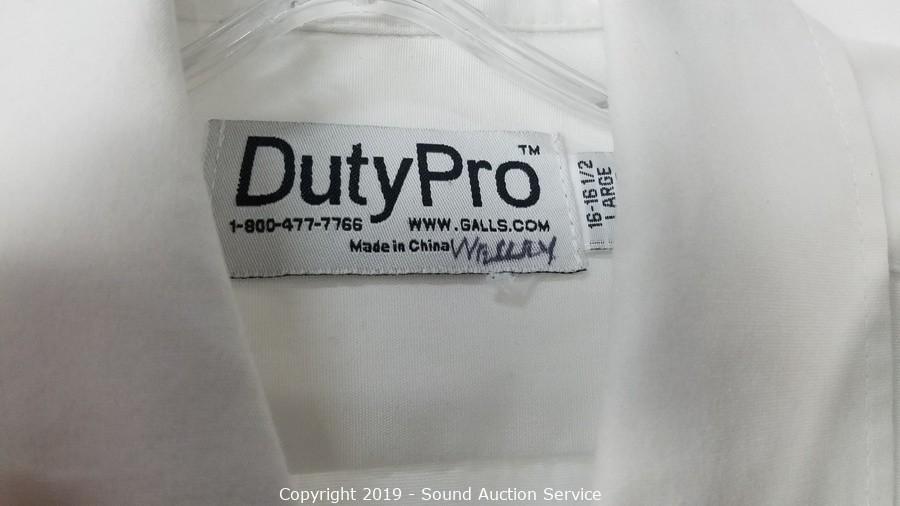 DutyPro™
1-800-477-7766 WWW.GALLS.COM
Made in China
16-16 1/2
LARGE
Copyright 2019 - Sound Auction Service